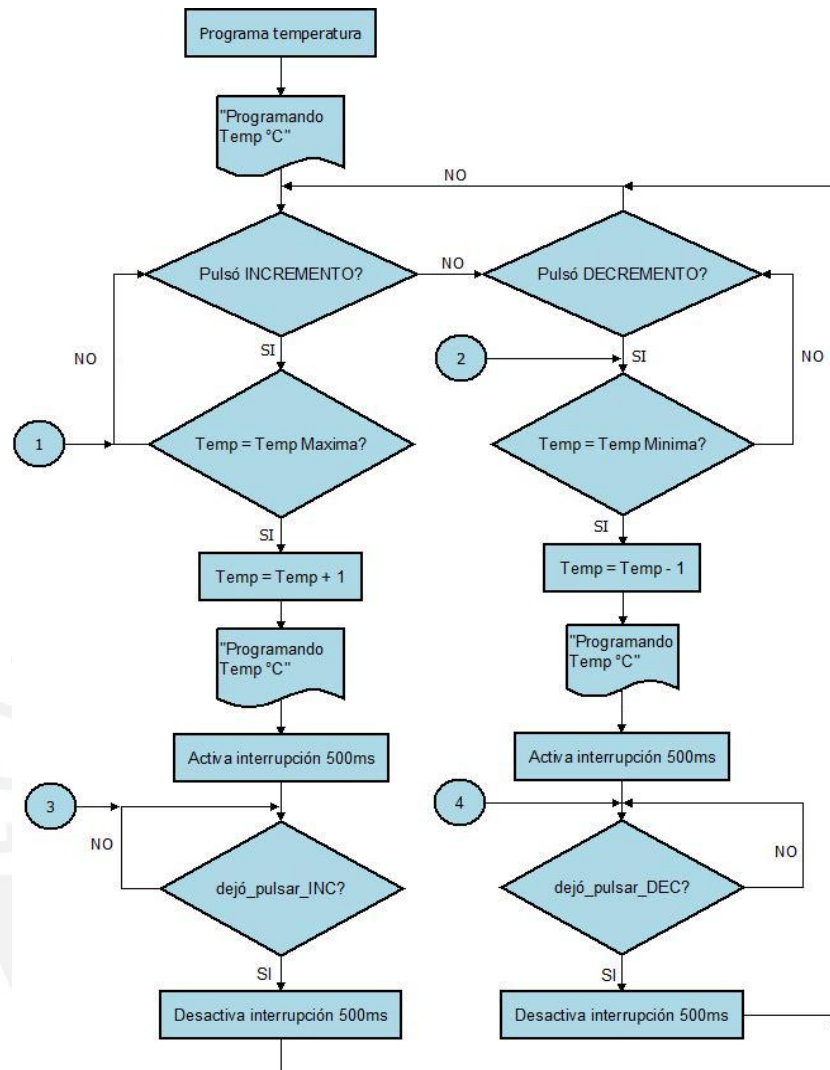 Programa temperatura
"Programando
Temp °C"
NO
Pulsó INCREMENTO?
NO
Pulsó DECREMENTO?
NO
SI
2
SI
NO
1
Temp = Temp Maxima?
Temp = Temp Minima?
SI
SI
Temp = Temp + 1
Temp = Temp - 1
"Programando
Temp °C"
"Programando
Temp °C"
Activa interrupción 500ms
Activa interrupción 500ms
3
4
NO
NO
dejó_pulsar_INC?
dejó_pulsar_DEC?
SI
SI
Desactiva interrupción 500ms
Desactiva interrupción 500ms